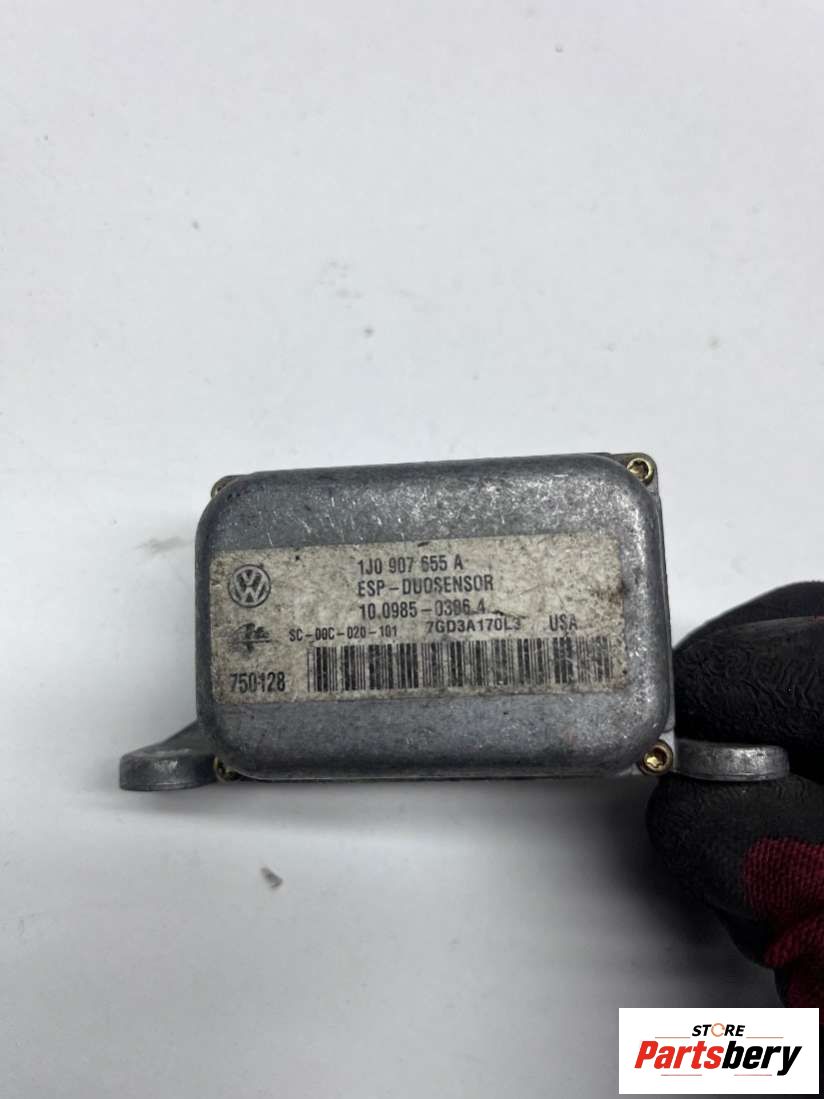 1J0 907 655 A
ESP-DUOSENSOR
10.0985-0396.4
SC-00C-020-101 7GD3A170L3 USA
750128
STORE
Partsbery